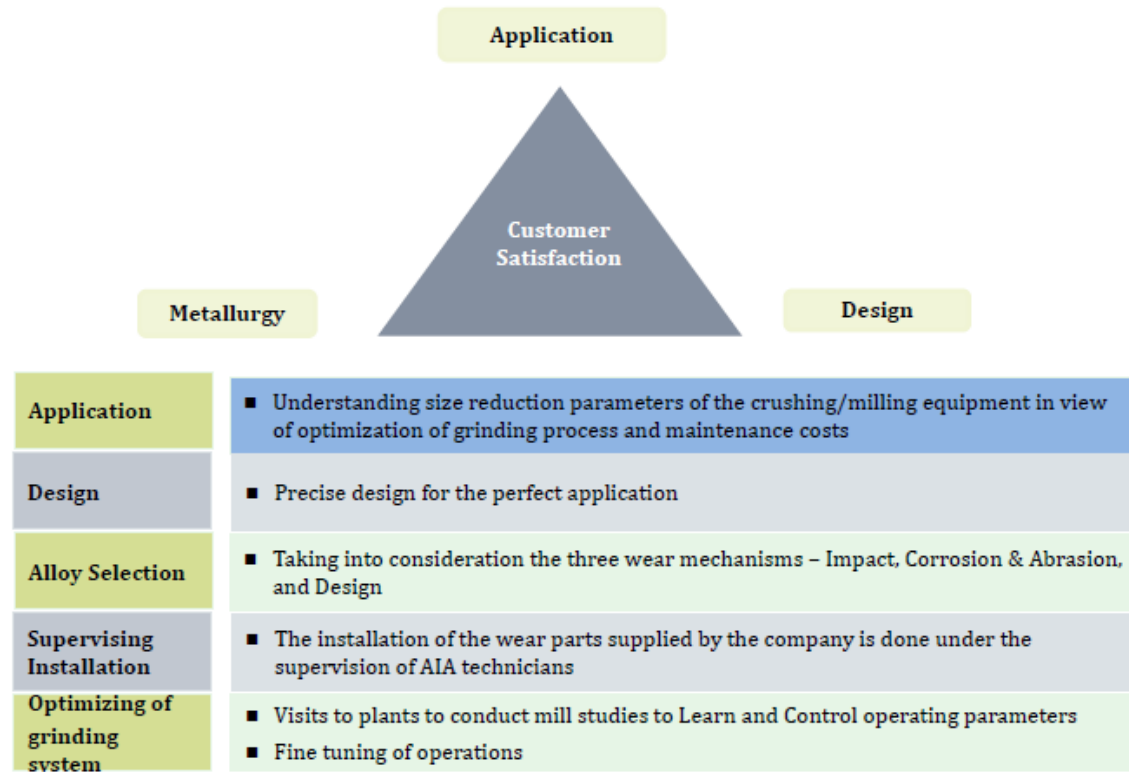 Application
Customer
Satisfaction
Metallurgy
Design
Application
■ Understanding size reduction parameters of the crushing/milling equipment in view
of optimization of grinding process and maintenance costs
Design
■ Precise design for the perfect application
Alloy Selection
■ Taking into consideration the three wear mechanisms – Impact, Corrosion & Abrasion,
and Design
Supervising
Installation
■ The installation of the wear parts supplied by the company is done under the
supervision of AIA technicians
Optimizing of
grinding
system
■ Visits to plants to conduct mill studies to Learn and Control operating parameters
■ Fine tuning of operations